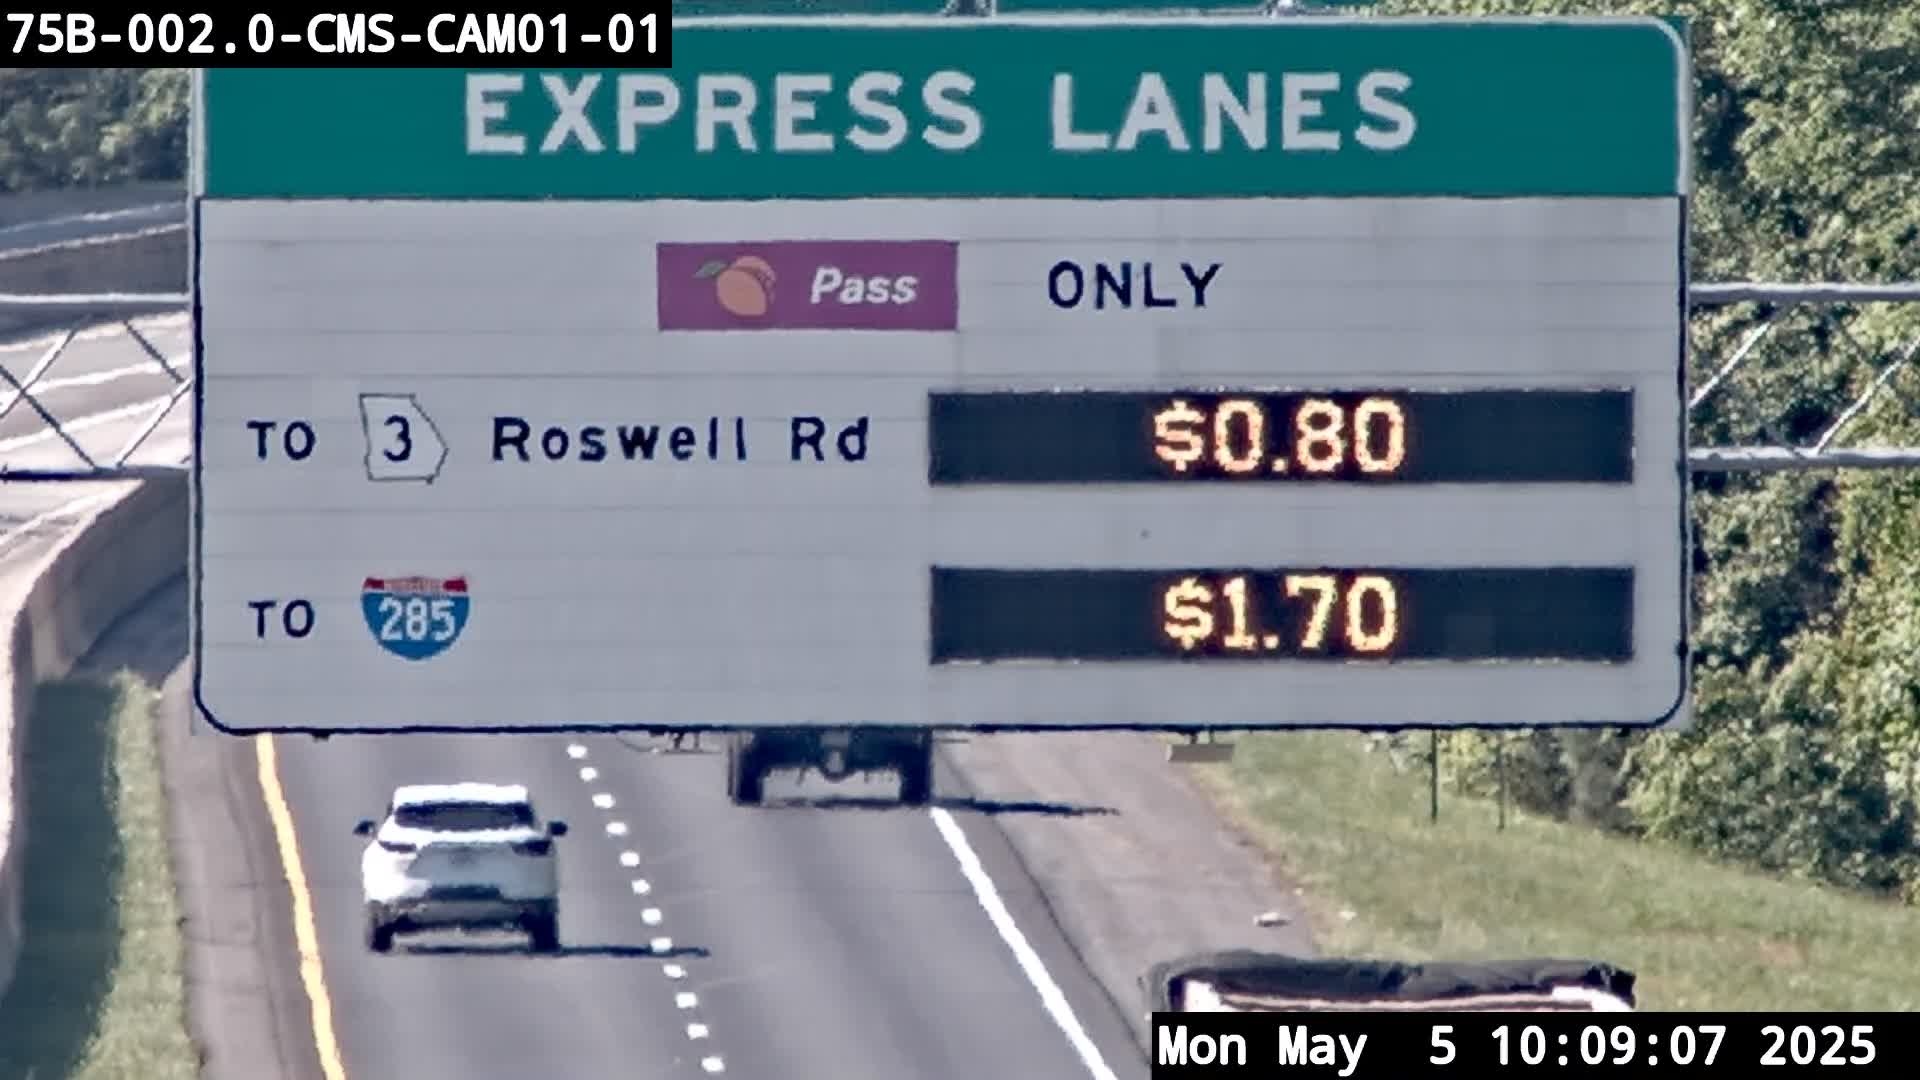 75B-002.0-CMS-CAM01-01
EXPRESS LANES
Pass ONLY
TO 3 Roswell Rd $0.80
TO 285 $1.70
Mon May 5 10:09:07 2025